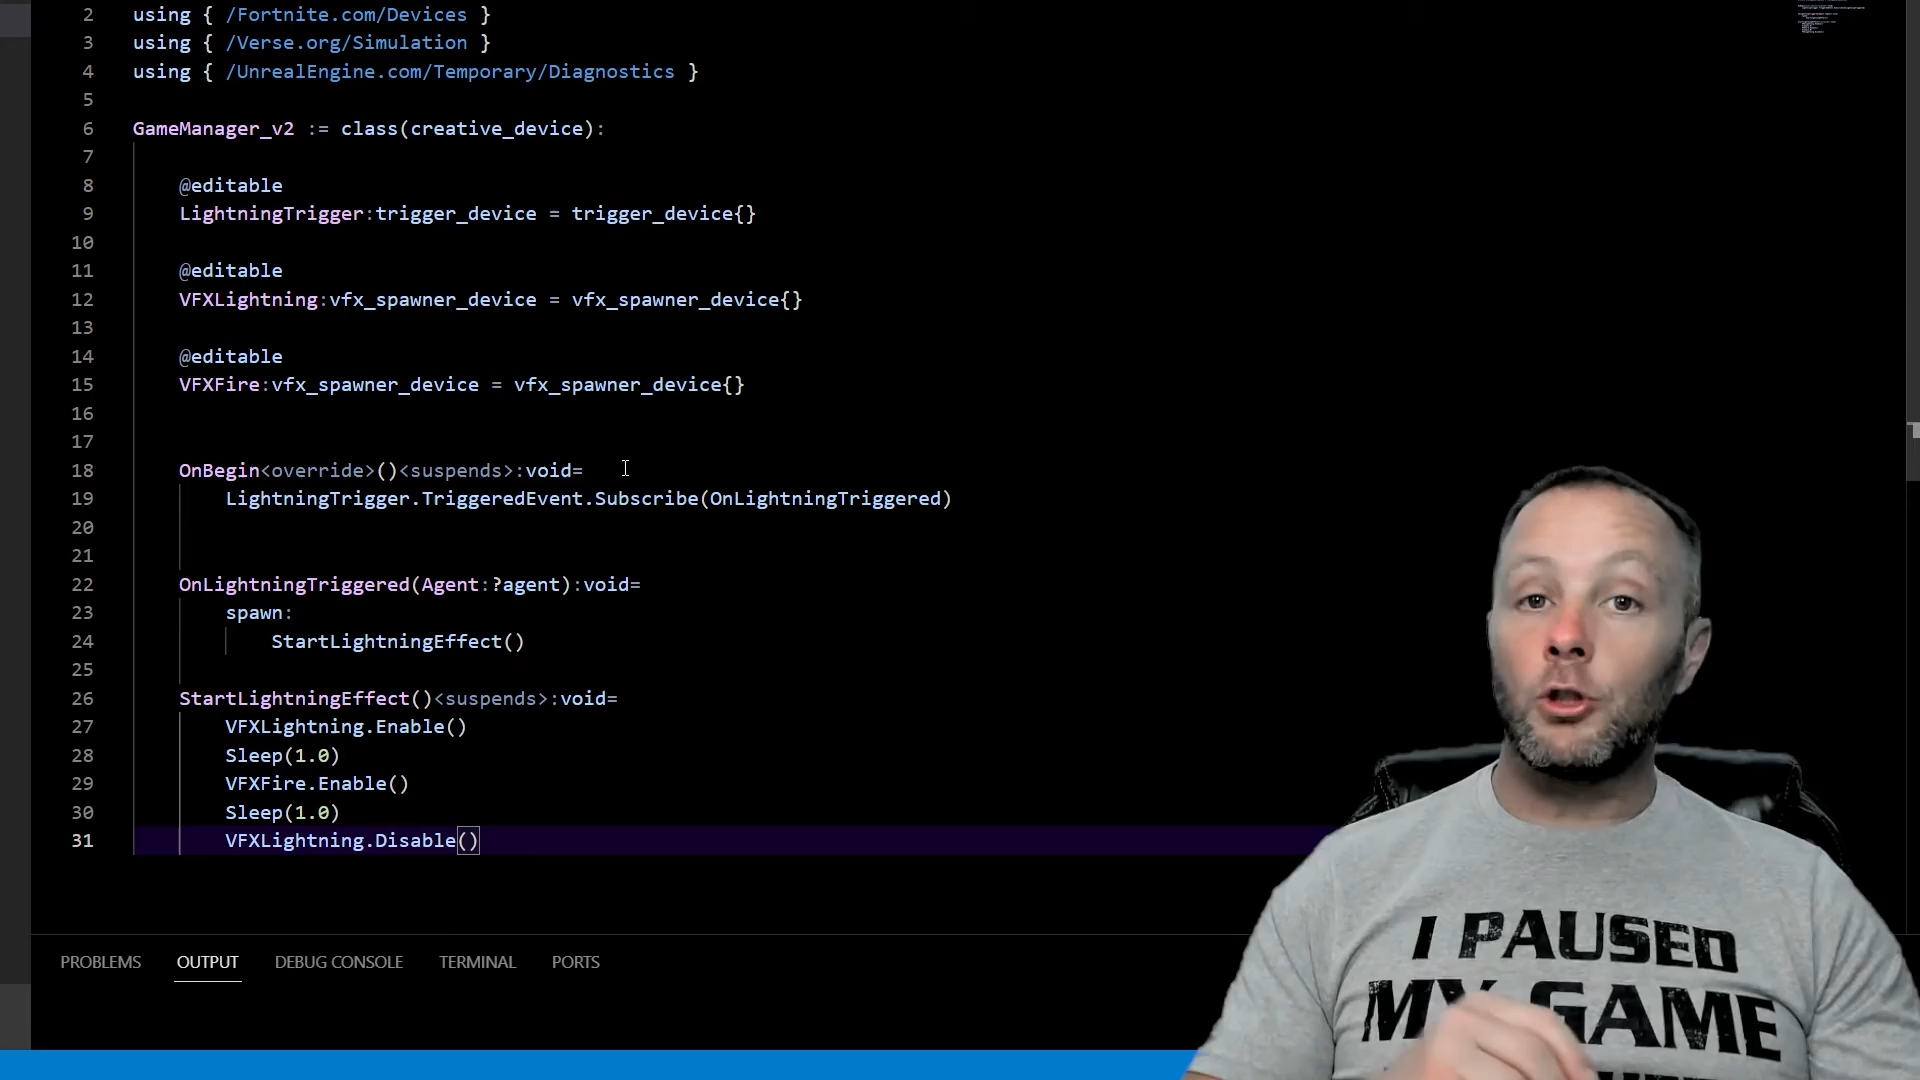 2 using { /Fortnite.com/Devices }
3 using { /Verse.org/Simulation }
4 using { /UnrealEngine.com/Temporary/Diagnostics }
5
6 GameManager_v2 := class(creative_device):
7
8 @editable
9 LightningTrigger:trigger_device = trigger_device{}
10
11 @editable
12 VFXLightning:vfx_spawner_device = vfx_spawner_device{}
13
14 @editable
15 VFXFire:vfx_spawner_device = vfx_spawner_device{}
16
17
18 OnBegin<override>()<suspends>:void=
19 LightningTrigger.TriggeredEvent.Subscribe(OnLightningTriggered)
20
21
22 OnLightningTriggered(Agent:?agent):void=
23 spawn:
24 StartLightningEffect()
25
26 StartLightningEffect()<suspends>:void=
27 VFXLightning.Enable()
28 Sleep(1.0)
29 VFXFire.Enable()
30 Sleep(1.0)
31 VFXLightning.Disable()
PROBLEMS OUTPUT DEBUG CONSOLE TERMINAL PORTS
I PAUSED
MY GAME